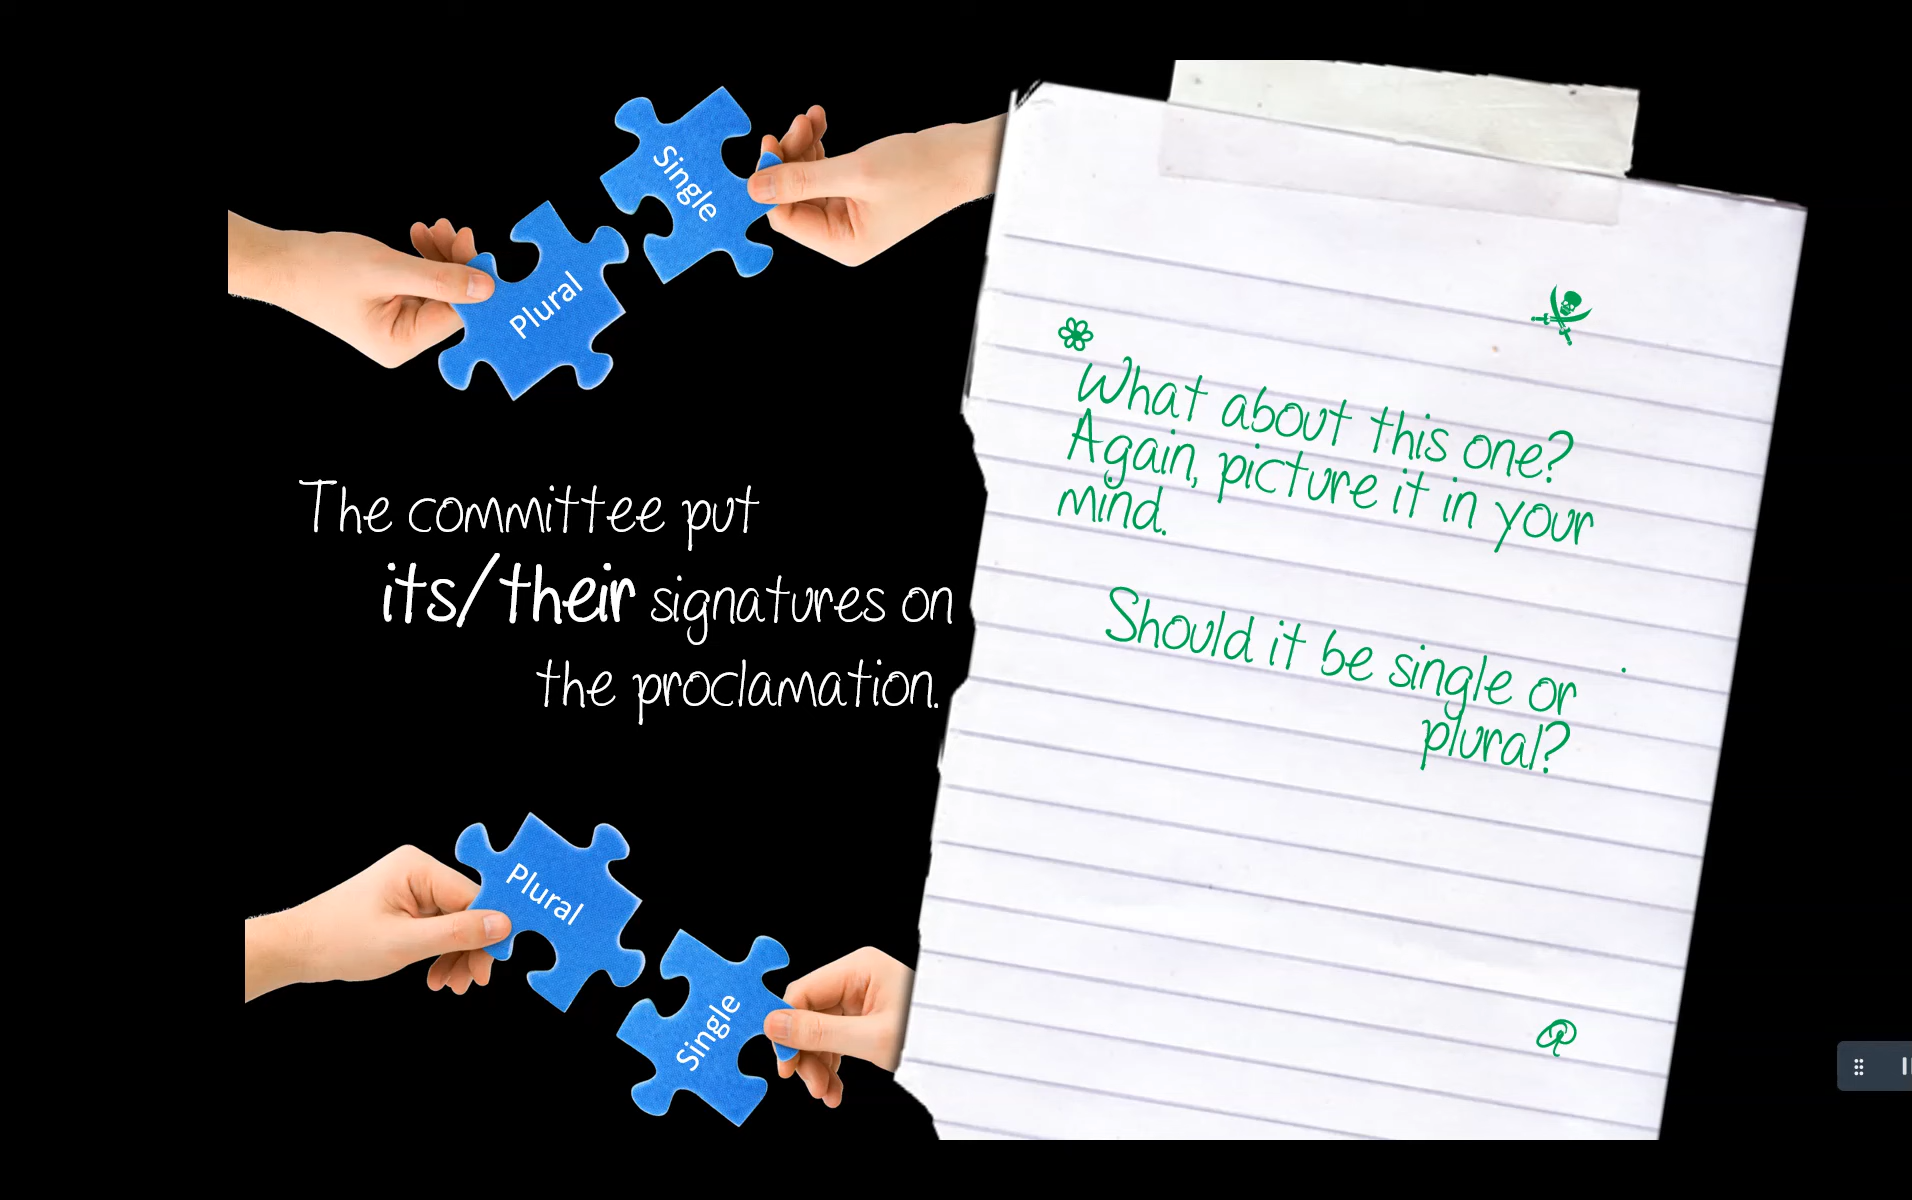 Single
Plural
The committee put
its/their signatures on
the proclamation.
Plural
Single
What about this one?
Again, picture it in your
mind.
Should it be single or
plural?